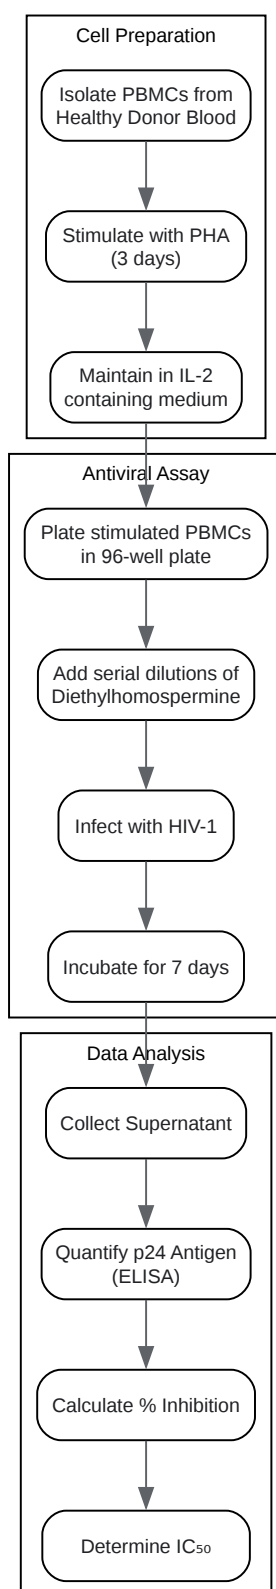 Cell Preparation
Isolate PBMCs from
Healthy Donor Blood
Stimulate with PHA
(3 days)
Maintain in IL-2
containing medium
Antiviral Assay
Plate stimulated PBMCs
in 96-well plate
Add serial dilutions of
Diethylhomospermine
Infect with HIV-1
Incubate for 7 days
Data Analysis
Collect Supernatant
Quantify p24 Antigen
(ELISA)
Calculate % Inhibition
Determine IC₅₀